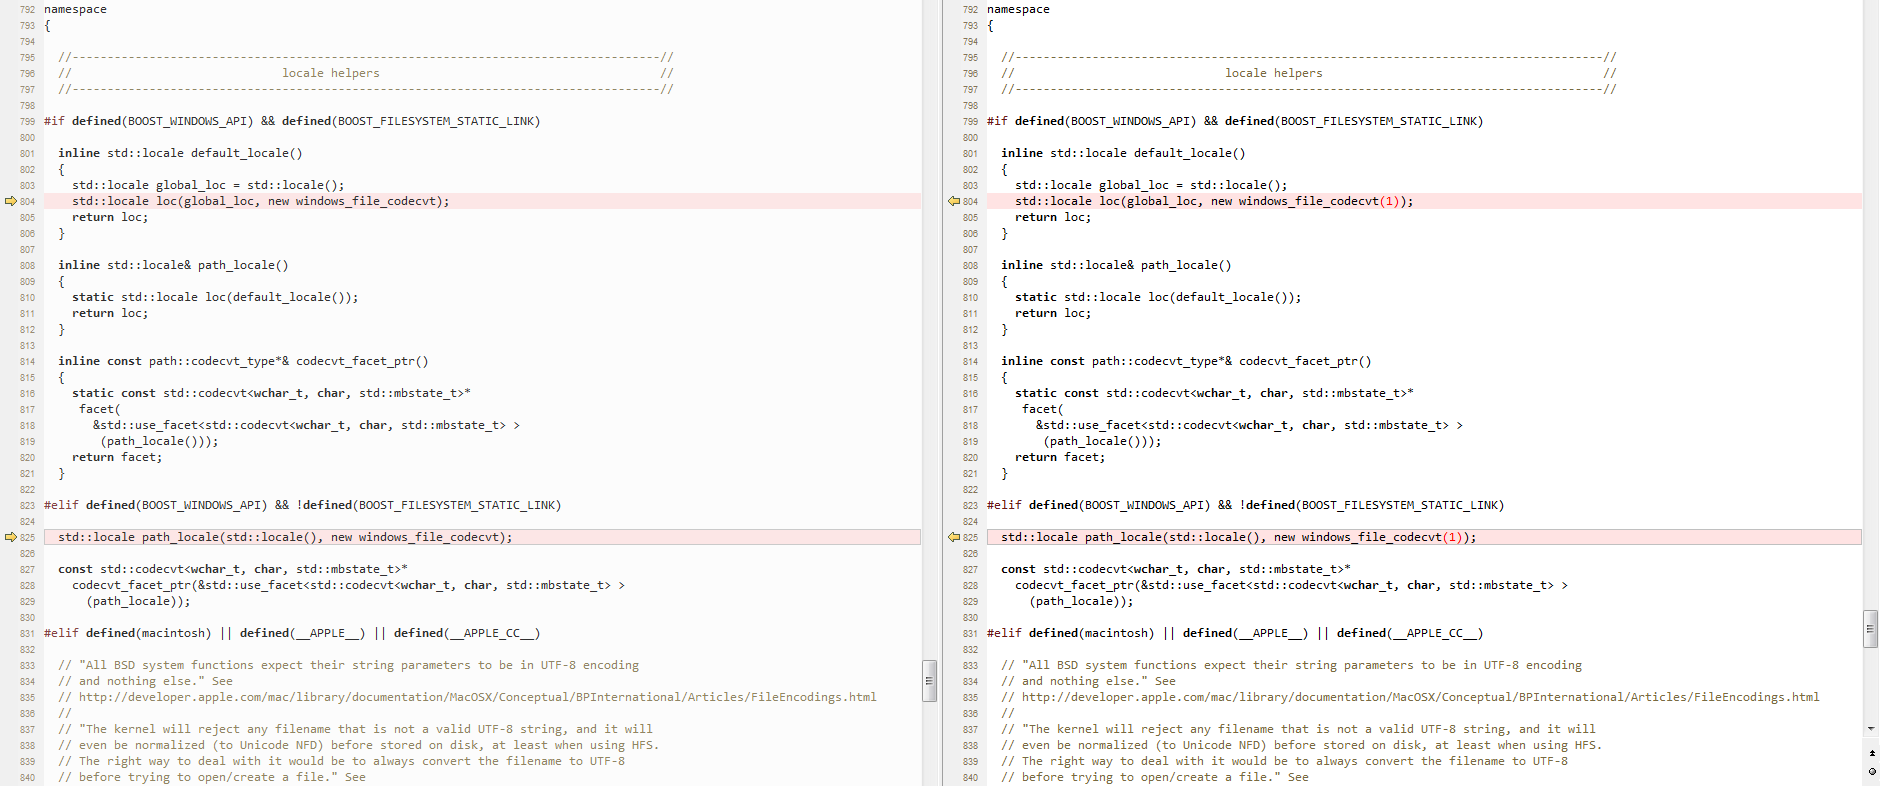 792 namespace
793 {
794
795   //------------------------------------------------------------------------------------//
796   //                              locale helpers                                        //
797   //------------------------------------------------------------------------------------//
798
799 #if defined(BOOST_WINDOWS_API) && defined(BOOST_FILESYSTEM_STATIC_LINK)
800
801   inline std::locale default_locale()
802   {
803     std::locale global_loc = std::locale();
804     std::locale loc(global_loc, new windows_file_codecvt);
805     return loc;
806   }
807
808   inline std::locale& path_locale()
809   {
810     static std::locale loc(default_locale());
811     return loc;
812   }
813
814   inline const path::codecvt_type*& codecvt_facet_ptr()
815   {
816     static const std::codecvt<wchar_t, char, std::mbstate_t>*
817      facet(
818        &std::use_facet<std::codecvt<wchar_t, char, std::mbstate_t> >
819         (path_locale()));
820     return facet;
821   }
822
823 #elif defined(BOOST_WINDOWS_API) && !defined(BOOST_FILESYSTEM_STATIC_LINK)
824
825   std::locale path_locale(std::locale(), new windows_file_codecvt);
826
827   const std::codecvt<wchar_t, char, std::mbstate_t>*
828     codecvt_facet_ptr(&std::use_facet<std::codecvt<wchar_t, char, std::mbstate_t> >
829       (path_locale));
830
831 #elif defined(macintosh) || defined(__APPLE__) || defined(__APPLE_CC__)
832
833   // "All BSD system functions expect their string parameters to be in UTF-8 encoding
834   // and nothing else." See
835   // http://developer.apple.com/mac/library/documentation/MacOSX/Conceptual/BPInternational/Articles/FileEncodings.html
836   //
837   // "The kernel will reject any filename that is not a valid UTF-8 string, and it will
838   // even be normalized (to Unicode NFD) before stored on disk, at least when using HFS.
839   // The right way to deal with it would be to always convert the filename to UTF-8
840   // before trying to open/create a file." See
792 namespace
793 {
794
795   //------------------------------------------------------------------------------------//
796   //                              locale helpers                                        //
797   //------------------------------------------------------------------------------------//
798
799 #if defined(BOOST_WINDOWS_API) && defined(BOOST_FILESYSTEM_STATIC_LINK)
800
801   inline std::locale default_locale()
802   {
803     std::locale global_loc = std::locale();
804     std::locale loc(global_loc, new windows_file_codecvt(1));
805     return loc;
806   }
807
808   inline std::locale& path_locale()
809   {
810     static std::locale loc(default_locale());
811     return loc;
812   }
813
814   inline const path::codecvt_type*& codecvt_facet_ptr()
815   {
816     static const std::codecvt<wchar_t, char, std::mbstate_t>*
817      facet(
818        &std::use_facet<std::codecvt<wchar_t, char, std::mbstate_t> >
819         (path_locale()));
820     return facet;
821   }
822
823 #elif defined(BOOST_WINDOWS_API) && !defined(BOOST_FILESYSTEM_STATIC_LINK)
824
825   std::locale path_locale(std::locale(), new windows_file_codecvt(1));
826
827   const std::codecvt<wchar_t, char, std::mbstate_t>*
828     codecvt_facet_ptr(&std::use_facet<std::codecvt<wchar_t, char, std::mbstate_t> >
829       (path_locale));
830
831 #elif defined(macintosh) || defined(__APPLE__) || defined(__APPLE_CC__)
832
833   // "All BSD system functions expect their string parameters to be in UTF-8 encoding
834   // and nothing else." See
835   // http://developer.apple.com/mac/library/documentation/MacOSX/Conceptual/BPInternational/Articles/FileEncodings.html
836   //
837   // "The kernel will reject any filename that is not a valid UTF-8 string, and it will
838   // even be normalized (to Unicode NFD) before stored on disk, at least when using HFS.
839   // The right way to deal with it would be to always convert the filename to UTF-8
840   // before trying to open/create a file." See